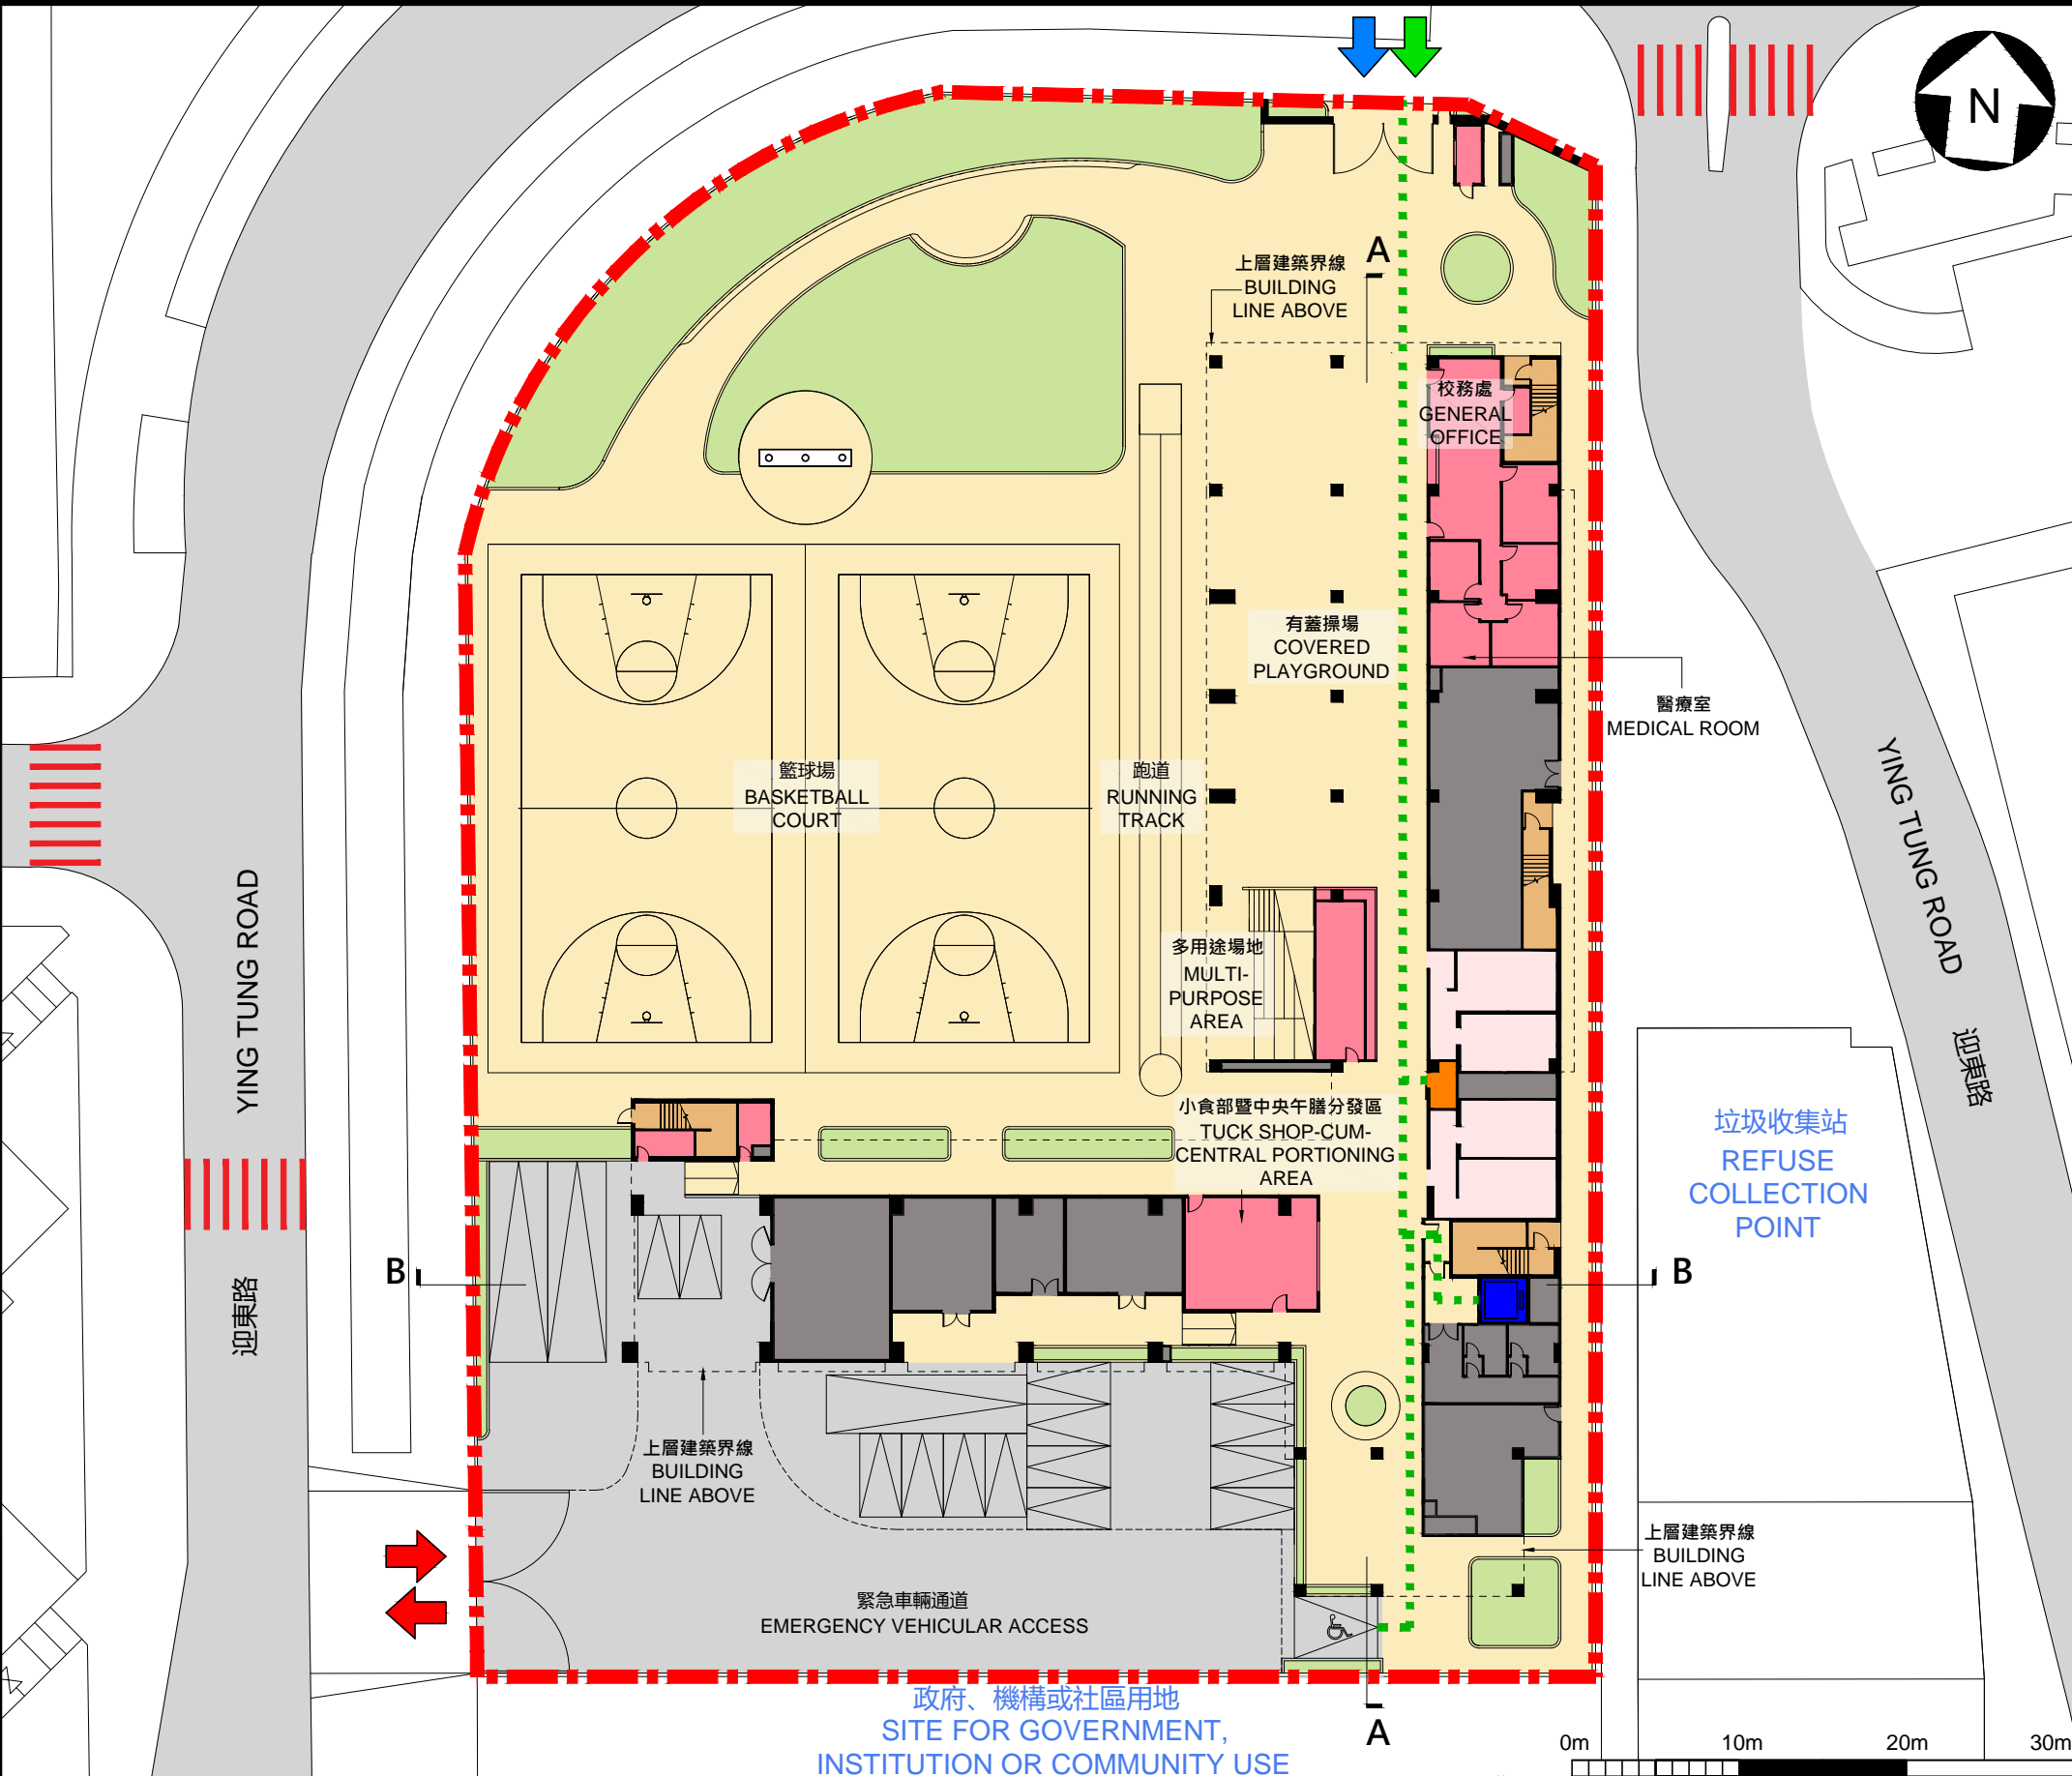 N
A
上層建築界線
BUILDING
LINE ABOVE
校務處
GENERAL
OFFICE
有蓋操場
COVERED
PLAYGROUND
醫療室
MEDICAL ROOM
籃球場
BASKETBALL
COURT
跑道
RUNNING
TRACK
YING TUNG ROAD
迎東路
YING TUNG ROAD
迎東路
多用途場地
MULTI-
PURPOSE
AREA
小食部暨中央午膳分發區
TUCK SHOP-CUM-
CENTRAL PORTIONING
AREA
垃圾收集站
REFUSE
COLLECTION
POINT
B
B
上層建築界線
BUILDING
LINE ABOVE
上層建築界線
BUILDING
LINE ABOVE
緊急車輛通道
EMERGENCY VEHICULAR ACCESS
政府、機構或社區用地
SITE FOR GOVERNMENT,
INSTITUTION OR COMMUNITY USE
A
0m 10m 20m 30m